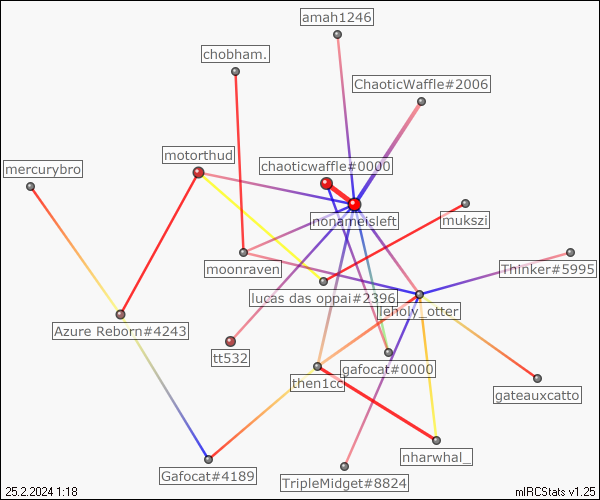 amah1246
chobham.
ChaoticWaffle#2006
motorthud
chaoticwaffle#0000
mercurybro
nonameisleft
mukszi
moonraven
Thinker#5995
lucas das oppai#2396
leholy_otter
Azure Reborn#4243
tt532
gafocat#0000
then1cc
gateauxcatto
nharwhal_
Gafocat#4189
TripleMidget#8824
25.2.2024 1:18
mIRCStats v1.25